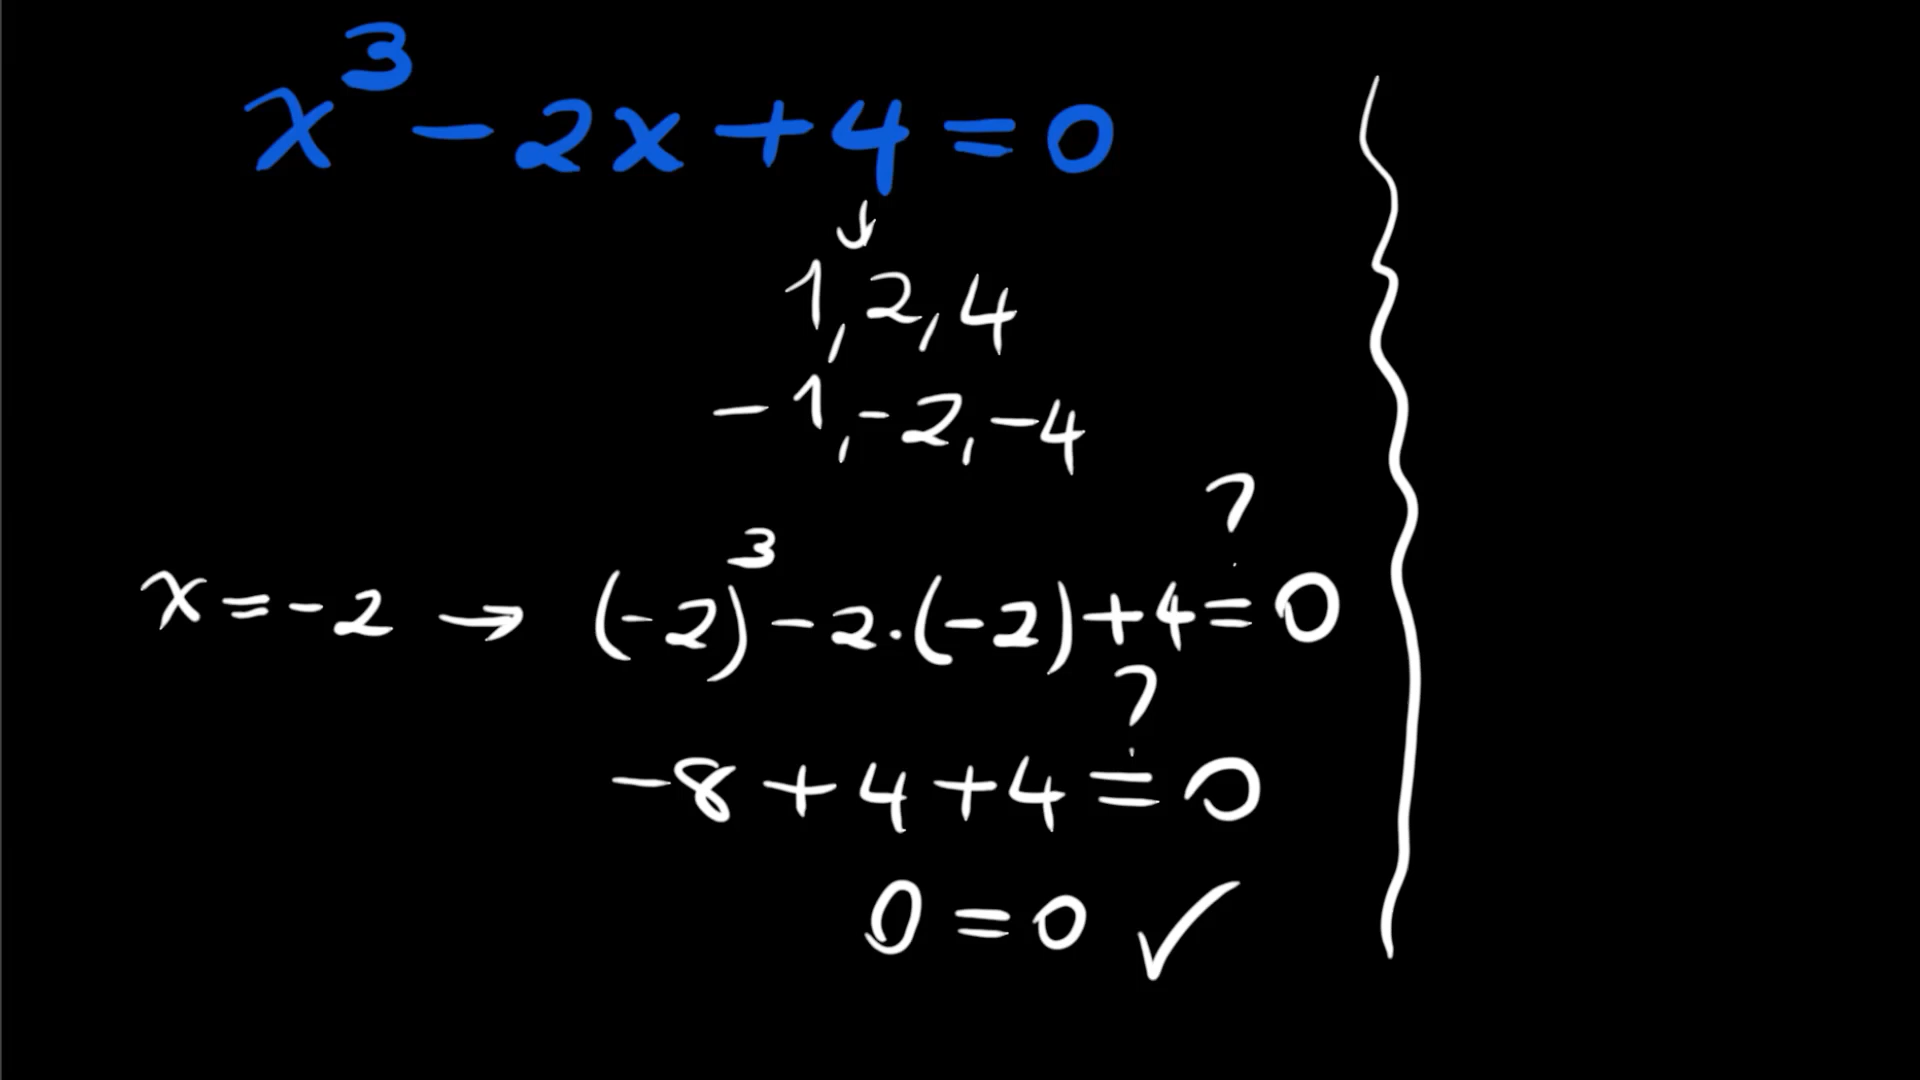 x³ - 2x + 4 = 0
1, 2, 4
-1, -2, -4
x = -2 → (-2)³ - 2·(-2) + 4 ≟ 0
-8 + 4 + 4 ≟ 0
0 = 0 ✓